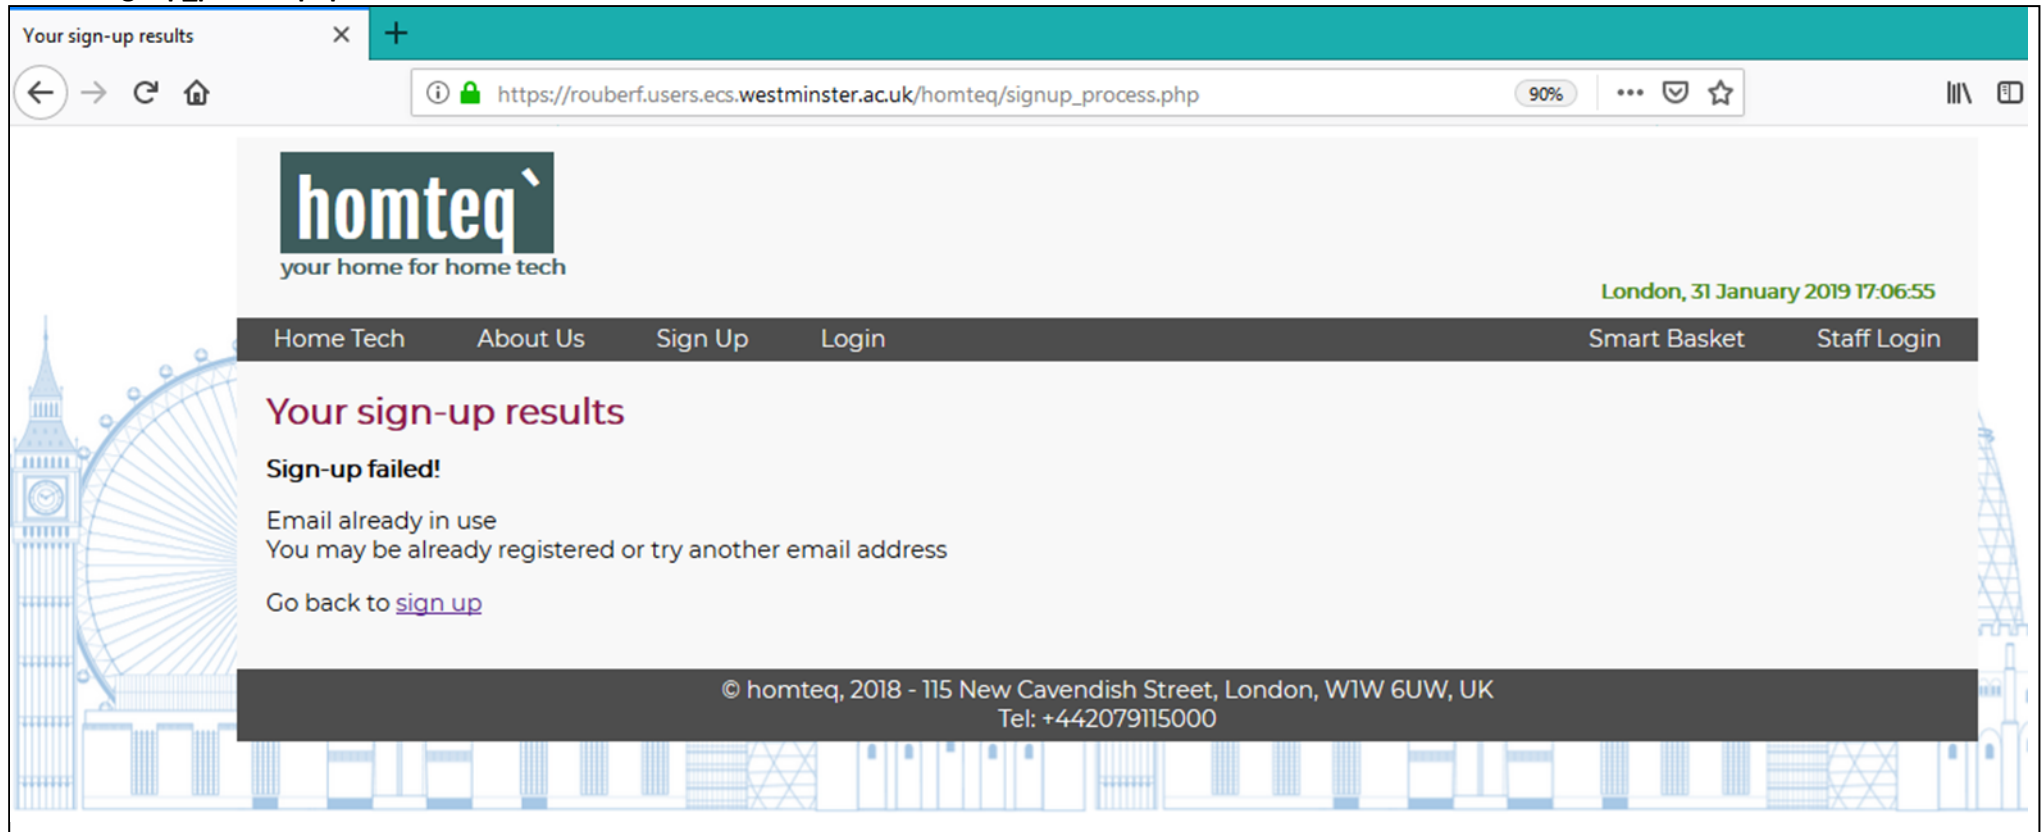 Your sign-up results
https://rouberf.users.ecs.westminster.ac.uk/homteq/signup_process.php
90%
homteq`
your home for home tech
London, 31 January 2019 17:06:55
Home Tech About Us Sign Up Login Smart Basket Staff Login
Your sign-up results
Sign-up failed!
Email already in use
You may be already registered or try another email address
Go back to sign up
© homteq, 2018 - 115 New Cavendish Street, London, W1W 6UW, UK
Tel: +442079115000